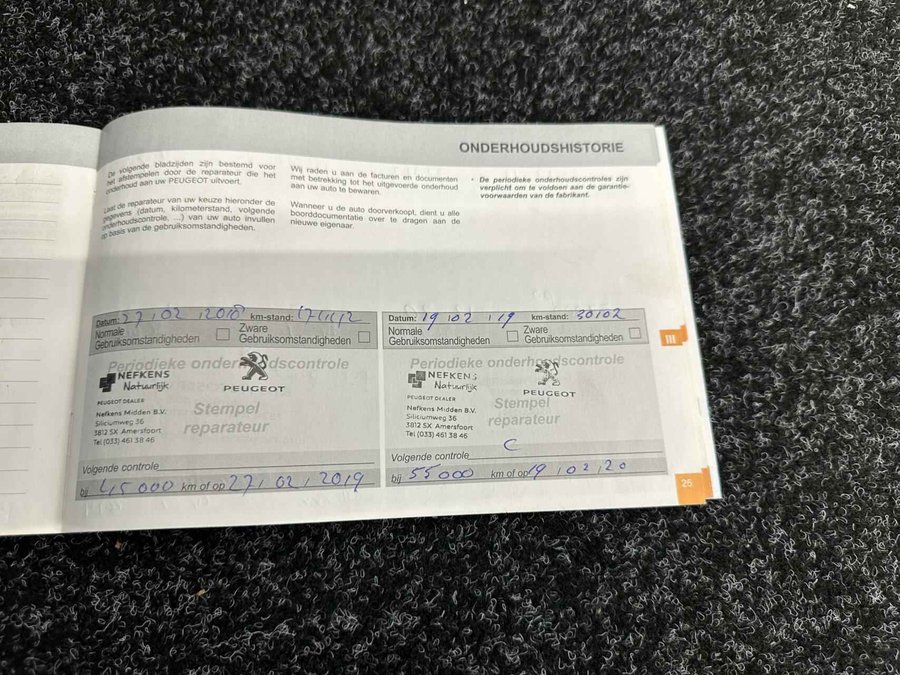 ONDERHOUDSHISTORIE
De volgende bladzijden zijn bestemd voor
het afstempelen door de reparateur die het
onderhoud aan uw PEUGEOT uitvoert.
Laat de reparateur van uw keuze hieronder de
gegevens (datum, kilometerstand, volgende
onderhoudscontrole, ...) van uw auto invullen
op basis van de gebruiksomstandigheden.
Wij raden u aan de facturen en documenten
met betrekking tot het uitgevoerde onderhoud
aan uw auto te bewaren.
Wanneer u de auto doorverkoopt, dient u alle
boorddocumentatie over te dragen aan de
nieuwe eigenaar.
• De periodieke onderhoudscontroles zijn
verplicht om te voldoen aan de garantie-
voorwaarden van de fabrikant.
Datum: 27/02/2018 km-stand:
Normale
Gebruiksomstandigheden
Zware
Gebruiksomstandigheden
Periodieke onderhoudscontrole
NEFKENS
Natuurlijk
PEUGEOT
PEUGEOT DEALER
Nefkens Midden B.V.
Siliciumweg 36
3812 SX Amersfoort
Tel (033) 461 38 46
Stempel
reparateur
Volgende controle
bij 45000 km of op 27/02/2019
Datum: 19/02/19 km-stand: 30102
Normale
Gebruiksomstandigheden
Zware
Gebruiksomstandigheden
Periodieke onderhoudscontrole
NEFKENS
Natuurlijk
PEUGEOT
PEUGEOT DEALER
Nefkens Midden B.V.
Siliciumweg 36
3812 SX Amersfoort
Tel (033) 461 38 46
Stempel
reparateur
Volgende controle C
bij 55000 km of op 19/02/20
III
25